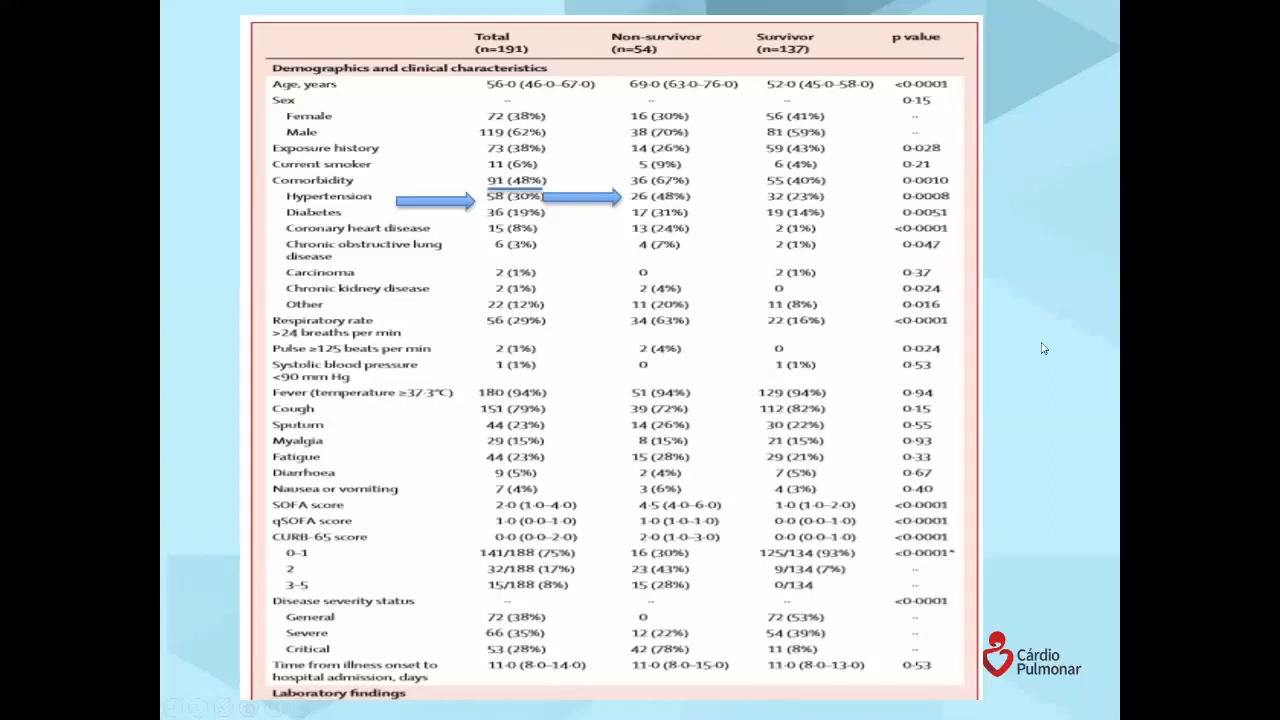 Total Non-survivor Survivor p value
(n=191) (n=54) (n=137)
Demographics and clinical characteristics
Age, years 56·0 (46·0–67·0) 69·0 (63·0–76·0) 52·0 (45·0–58·0) <0·0001
Sex ·· ·· ·· 0·15
Female 72 (38%) 16 (30%) 56 (41%) ··
Male 119 (62%) 38 (70%) 81 (59%) ··
Exposure history 73 (38%) 14 (26%) 59 (43%) 0·028
Current smoker 11 (6%) 5 (9%) 6 (4%) 0·21
Comorbidity 91 (48%) 36 (67%) 55 (40%) 0·0010
Hypertension 58 (30%) 26 (48%) 32 (23%) 0·0008
Diabetes 36 (19%) 17 (31%) 19 (14%) 0·0051
Coronary heart disease 15 (8%) 13 (24%) 2 (1%) <0·0001
Chronic obstructive lung 6 (3%) 4 (7%) 2 (1%) 0·047
disease
Carcinoma 2 (1%) 0 2 (1%) 0·37
Chronic kidney disease 2 (1%) 2 (4%) 0 0·024
Other 22 (12%) 11 (20%) 11 (8%) 0·016
Respiratory rate 56 (29%) 34 (63%) 22 (16%) <0·0001
>24 breaths per min
Pulse ≥125 beats per min 2 (1%) 2 (4%) 0 0·024
Systolic blood pressure 1 (1%) 0 1 (1%) 0·53
<90 mm Hg
Fever (temperature ≥37·3°C) 180 (94%) 51 (94%) 129 (94%) 0·94
Cough 151 (79%) 39 (72%) 112 (82%) 0·15
Sputum 44 (23%) 14 (26%) 30 (22%) 0·55
Myalgia 29 (15%) 8 (15%) 21 (15%) 0·93
Fatigue 44 (23%) 15 (28%) 29 (21%) 0·33
Diarrhoea 9 (5%) 2 (4%) 7 (5%) 0·67
Nausea or vomiting 7 (4%) 3 (6%) 4 (3%) 0·40
SOFA score 2·0 (1·0–4·0) 4·5 (4·0–6·0) 1·0 (1·0–2·0) <0·0001
qSOFA score 1·0 (0·0–1·0) 1·0 (1·0–1·0) 0·0 (0·0–1·0) <0·0001
CURB-65 score 0·0 (0·0–2·0) 2·0 (1·0–3·0) 0·0 (0·0–1·0) <0·0001
0–1 141/188 (75%) 16 (30%) 125/134 (93%) <0·0001*
2 32/188 (17%) 23 (43%) 9/134 (7%) ··
3–5 15/188 (8%) 15 (28%) 0/134 ··
Disease severity status ·· ·· ·· <0·0001
General 72 (38%) 0 72 (53%) ··
Severe 66 (35%) 12 (22%) 54 (39%) ··
Critical 53 (28%) 42 (78%) 11 (8%) ··
Time from illness onset to 11·0 (8·0–14·0) 11·0 (8·0–15·0) 11·0 (8·0–13·0) 0·53
hospital admission, days
Laboratory findings
Cárdio
Pulmonar